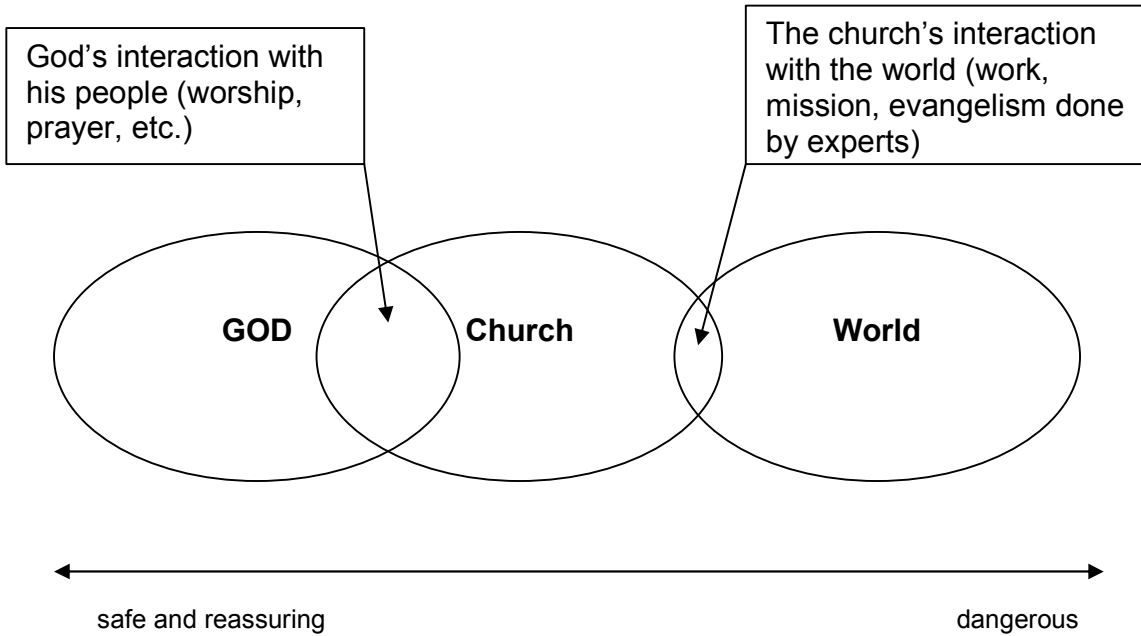 God’s interaction with
his people (worship,
prayer, etc.)
The church’s interaction
with the world (work,
mission, evangelism done
by experts)
GOD
Church
World
safe and reassuring
dangerous